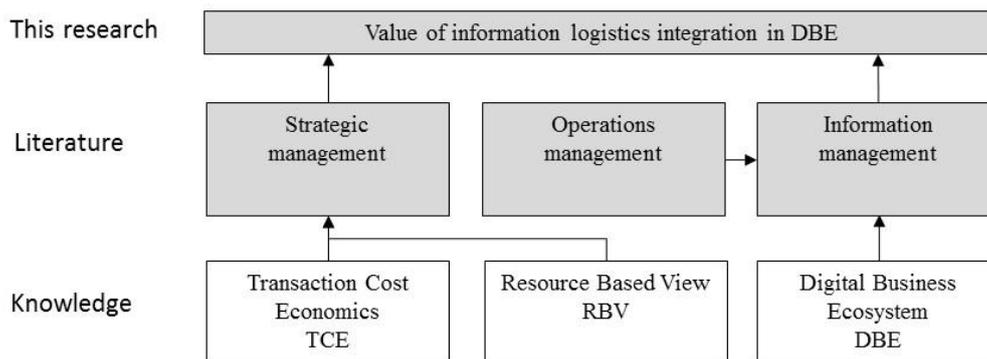 This research
Value of information logistics integration in DBE
Literature
Strategic
management
Operations
management
Information
management
Knowledge
Transaction Cost
Economics
TCE
Resource Based View
RBV
Digital Business
Ecosystem
DBE